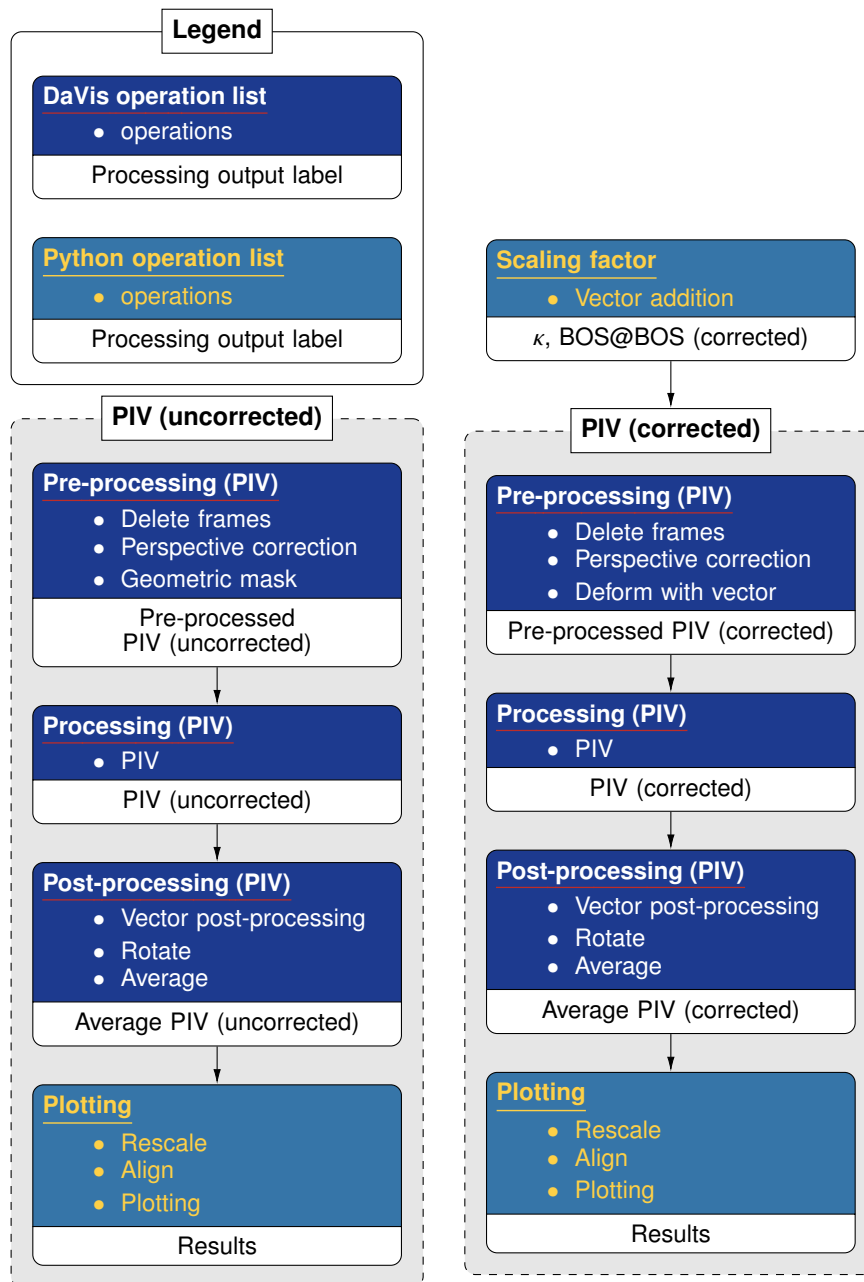 Legend
DaVis operation list
• operations
Processing output label
Python operation list
• operations
Processing output label
Scaling factor
• Vector addition
κ, BOS@BOS (corrected)
PIV (uncorrected)
Pre-processing (PIV)
• Delete frames
• Perspective correction
• Geometric mask
Pre-processed
PIV (uncorrected)
Processing (PIV)
• PIV
PIV (uncorrected)
Post-processing (PIV)
• Vector post-processing
• Rotate
• Average
Average PIV (uncorrected)
Plotting
• Rescale
• Align
• Plotting
Results
PIV (corrected)
Pre-processing (PIV)
• Delete frames
• Perspective correction
• Deform with vector
Pre-processed PIV (corrected)
Processing (PIV)
• PIV
PIV (corrected)
Post-processing (PIV)
• Vector post-processing
• Rotate
• Average
Average PIV (corrected)
Plotting
• Rescale
• Align
• Plotting
Results